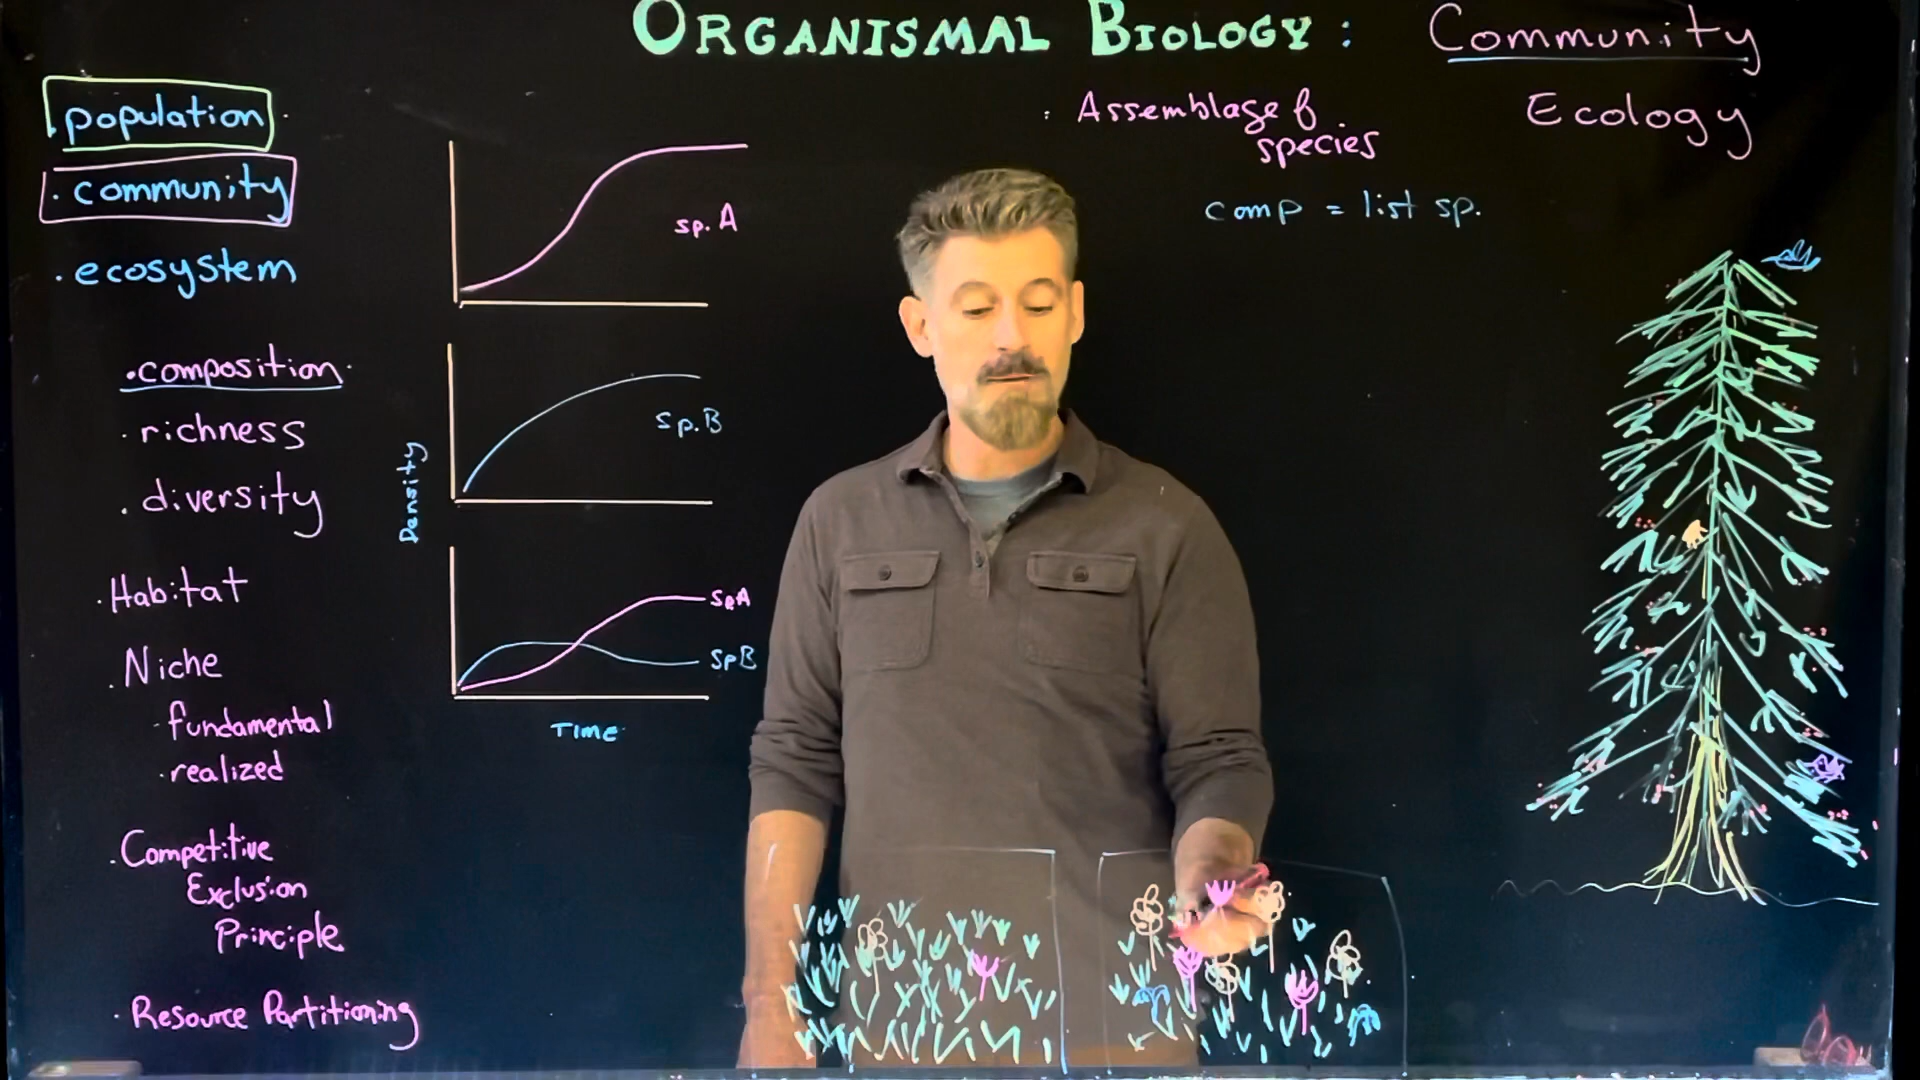 ORGANISMAL BIOLOGY: Community
Ecology
· Assemblage of
species
comp = list sp.
population
· community
· ecosystem
· composition
· richness
· diversity
· Habitat
· Niche
· fundamental
· realized
· Competitive
Exclusion
Principle
· Resource Partitioning
sp. A
Sp. B
Density
SpA
SpB
TIME